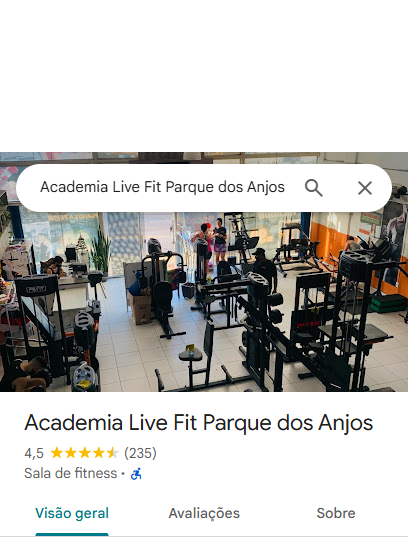 Academia Live Fit Parque dos Anjos
Academia Live Fit Parque dos Anjos
4,5 (235)
Sala de fitness ·
Visão geral Avaliações Sobre